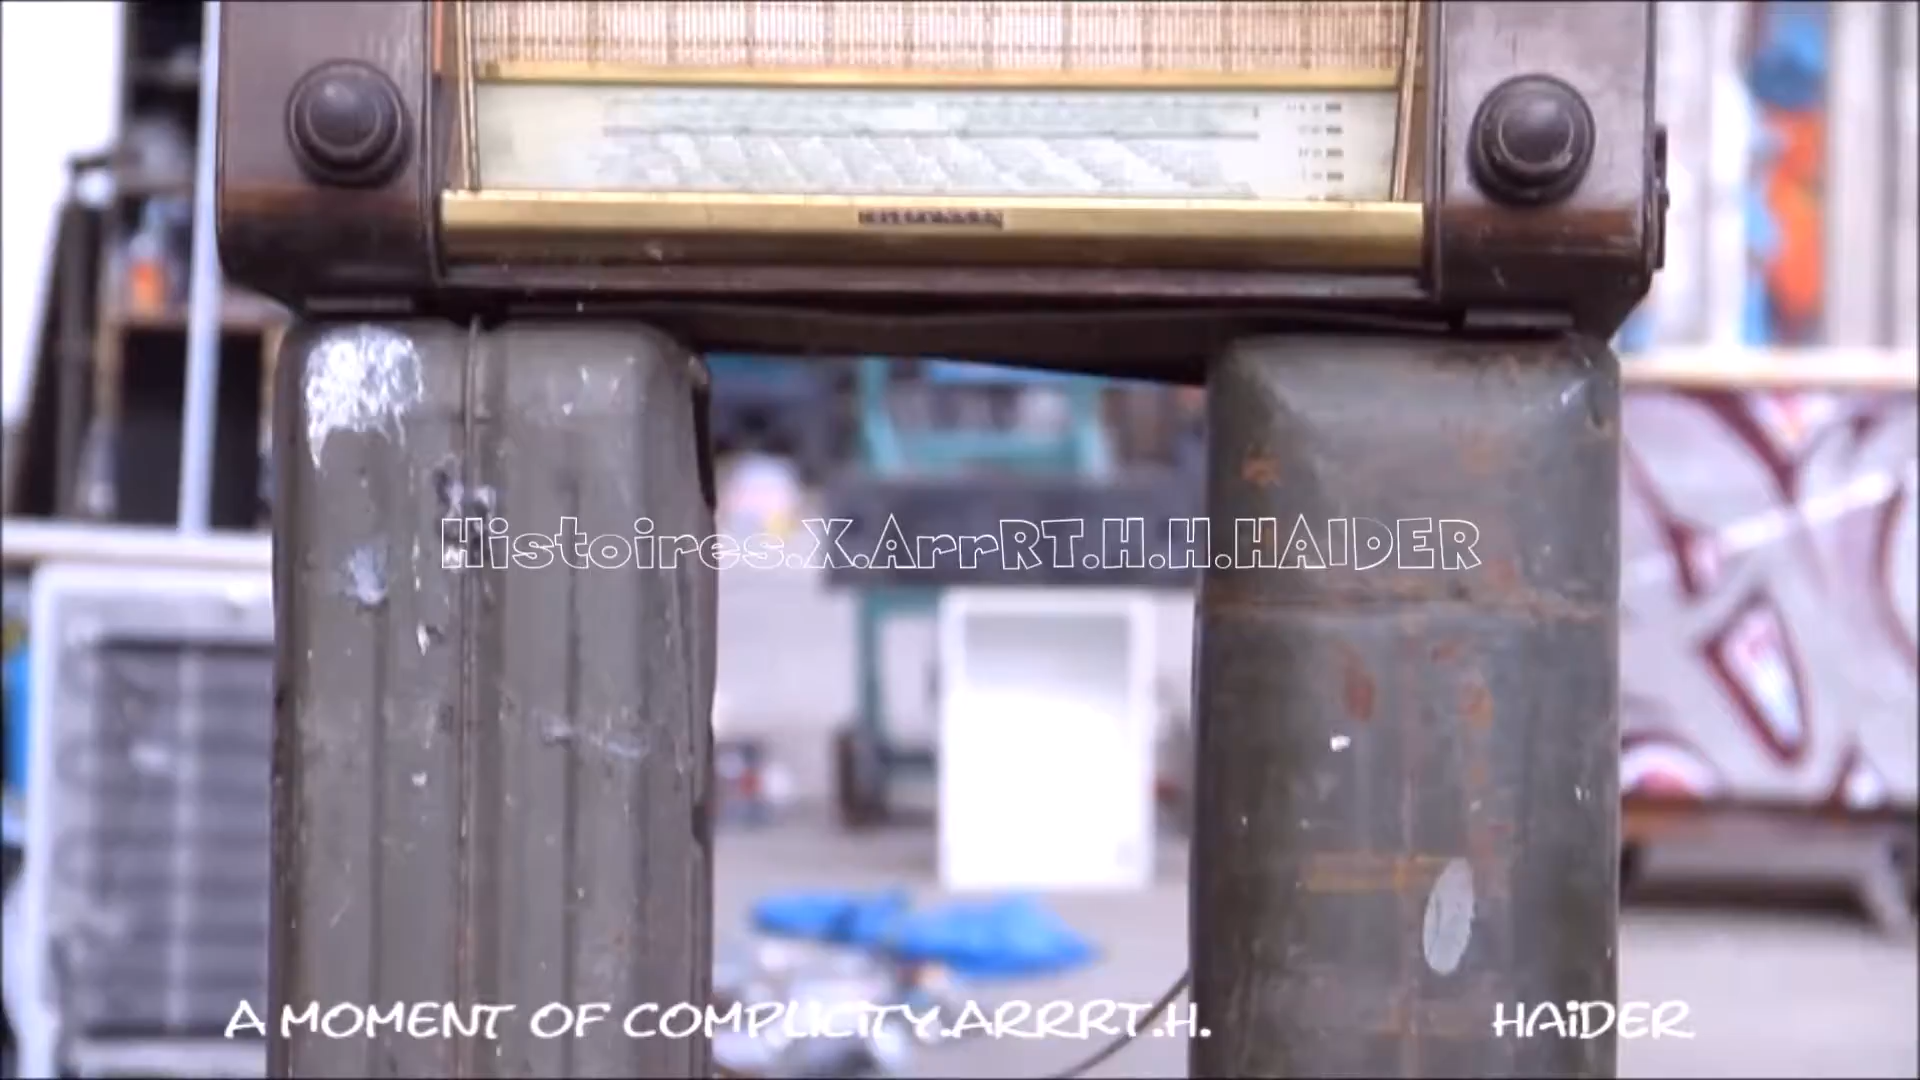 Histoires.X.ArrRT.H.H.HAIDER
A MOMENT OF COMPLICITY.ARRRT.H. HAiDER